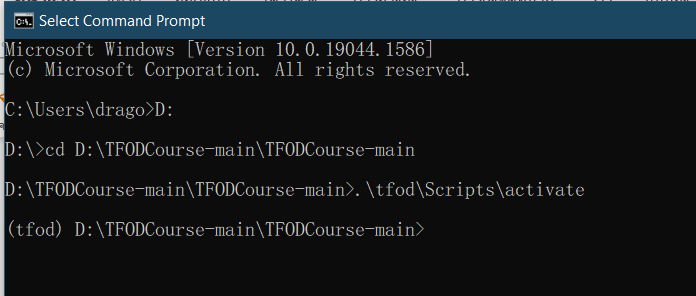 Select Command Prompt
Microsoft Windows [Version 10.0.19044.1586]
(c) Microsoft Corporation. All rights reserved.
C:\Users\drago>D:
D:\>cd D:\TFODCourse-main\TFODCourse-main
D:\TFODCourse-main\TFODCourse-main>.\tfod\Scripts\activate
(tfod) D:\TFODCourse-main\TFODCourse-main>